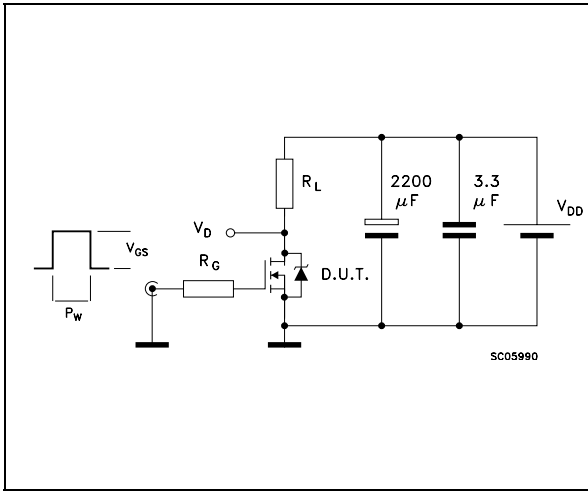 R_L
2200
μF
3.3
μF
V_DD
V_D
V_GS
R_G
D.U.T.
P_W
SC05990